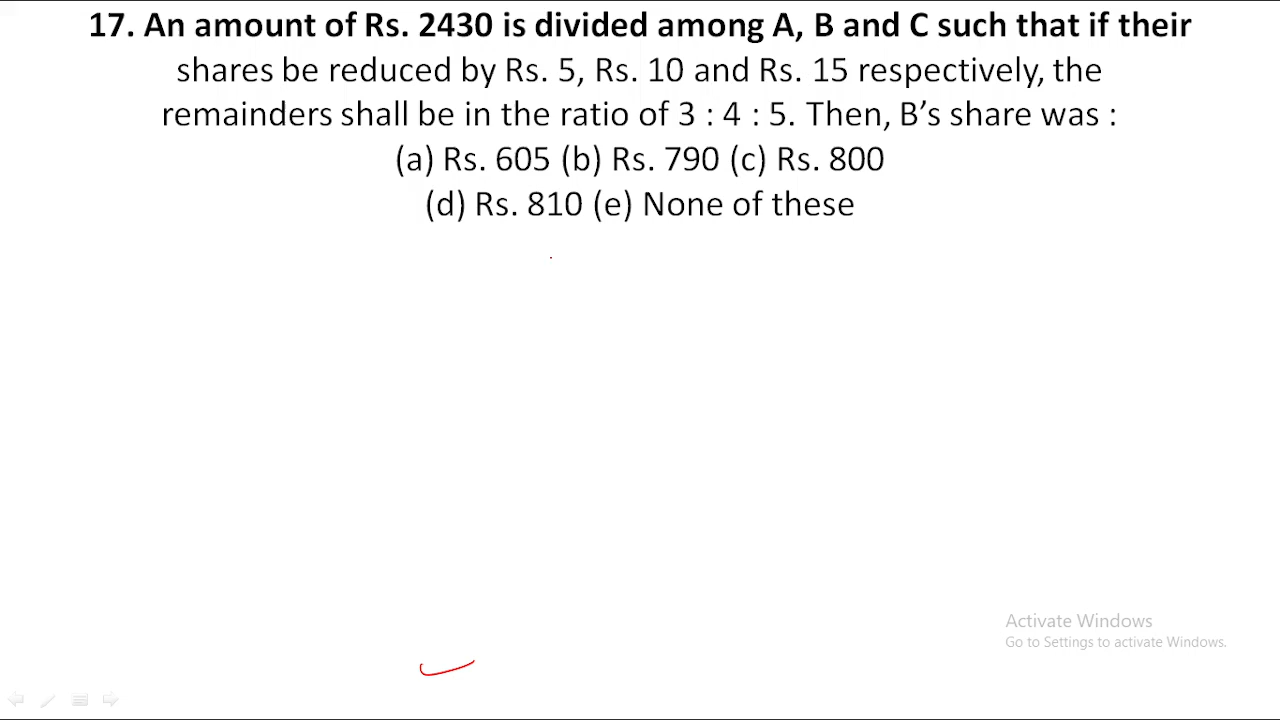 17. An amount of Rs. 2430 is divided among A, B and C such that if their
shares be reduced by Rs. 5, Rs. 10 and Rs. 15 respectively, the
remainders shall be in the ratio of 3 : 4 : 5. Then, B’s share was :
(a) Rs. 605 (b) Rs. 790 (c) Rs. 800
(d) Rs. 810 (e) None of these
Activate Windows
Go to Settings to activate Windows.